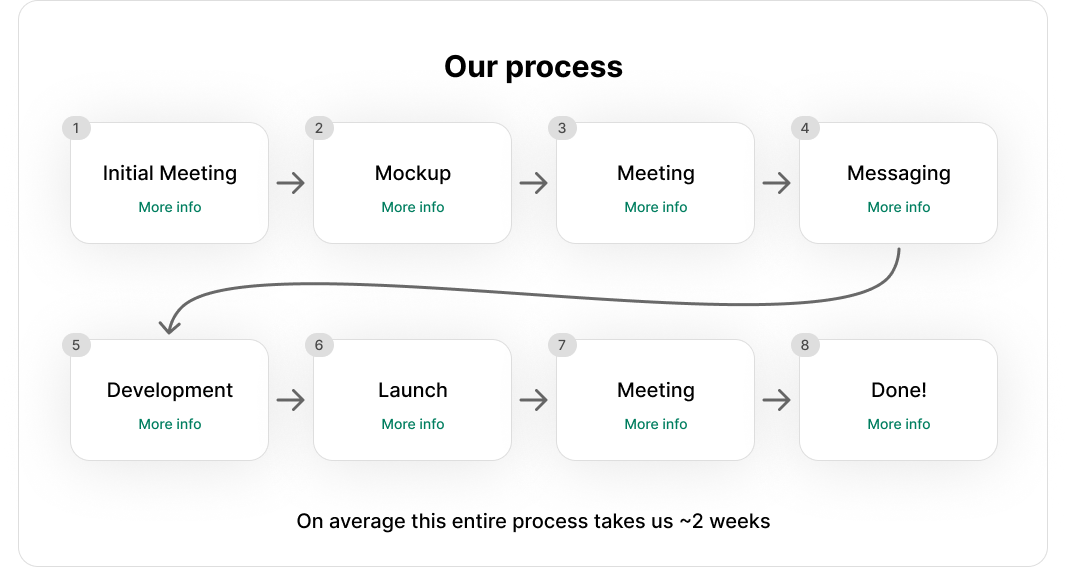 Our process
1
Initial Meeting
More info
2
Mockup
More info
3
Meeting
More info
4
Messaging
More info
5
Development
More info
6
Launch
More info
7
Meeting
More info
8
Done!
More info
On average this entire process takes us ~2 weeks